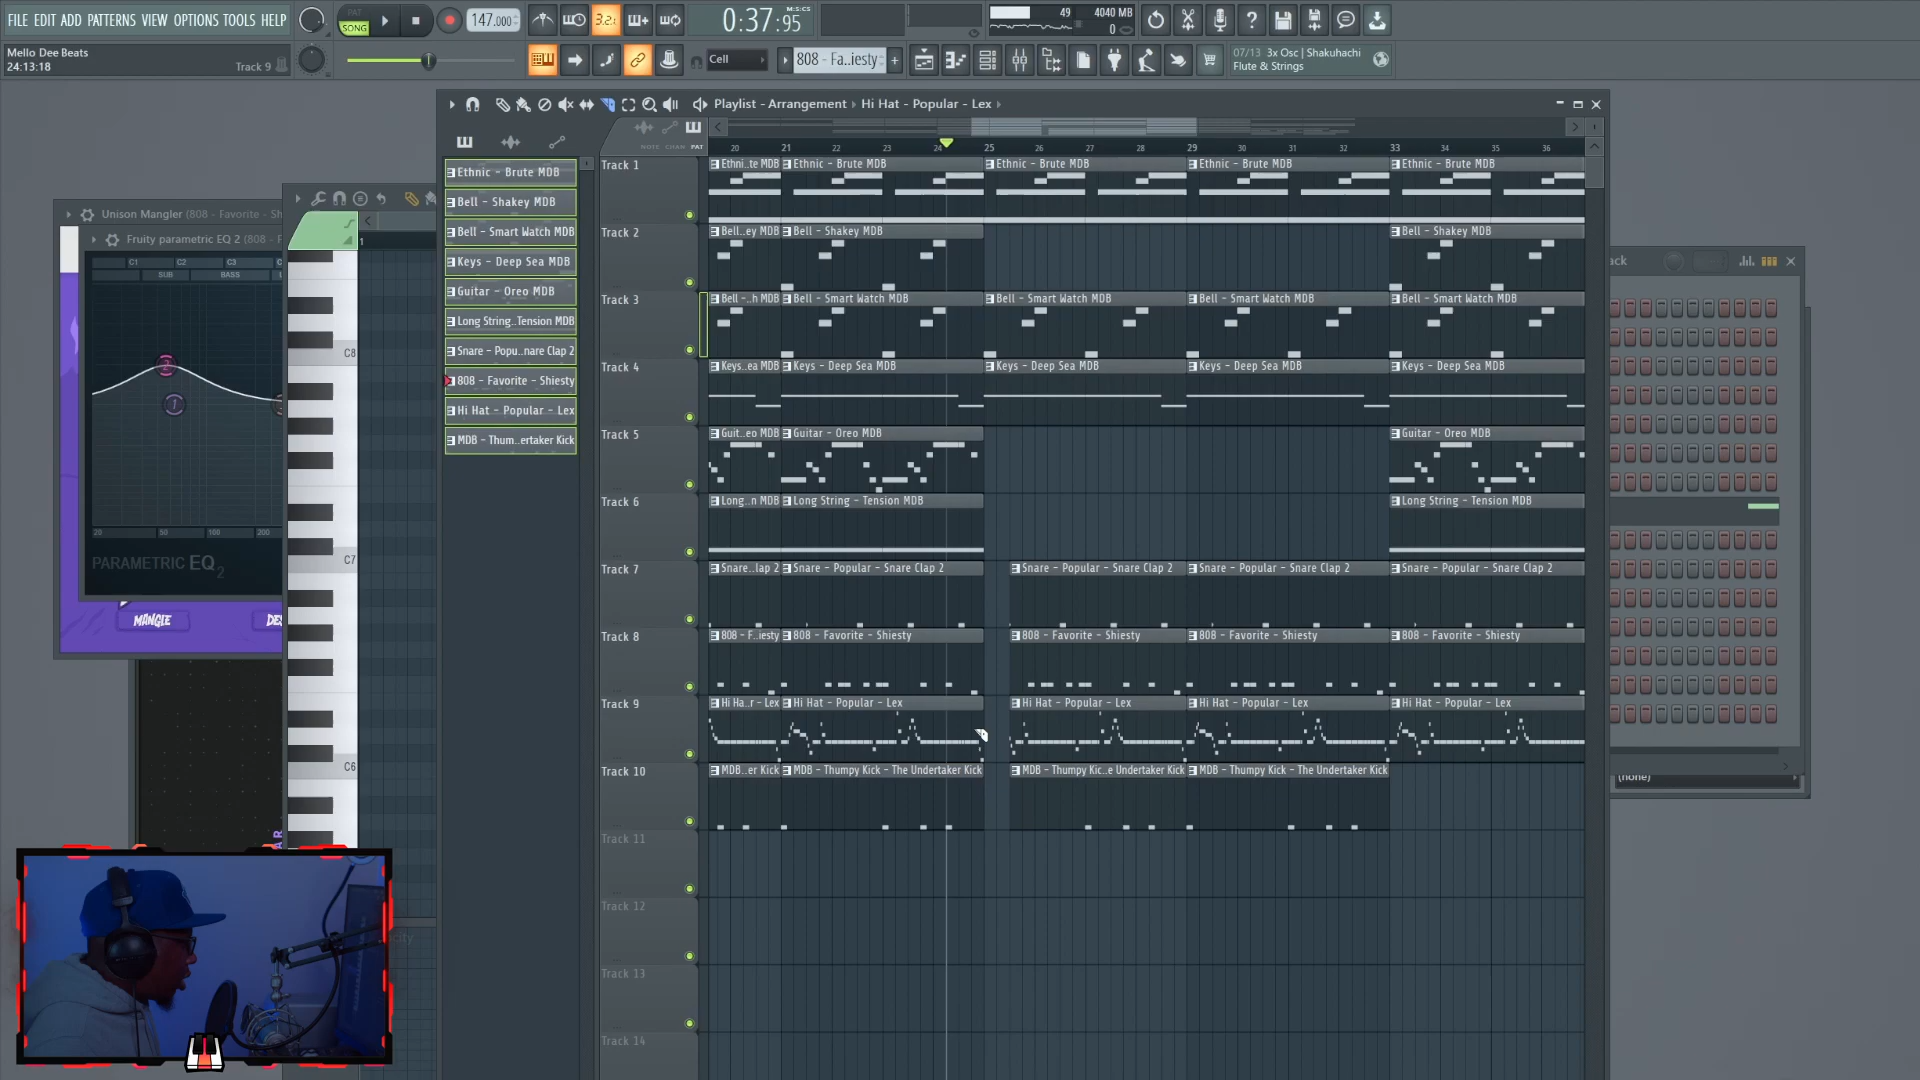 FILE EDIT ADD PATTERNS VIEW OPTIONS TOOLS HELP
PAT
SONG
147.000
3.2.
0:37:95
M:S:CS
49
4040 MB
0
Mello Dee Beats
24:13:18
Track 9
Cell
808 - Fa..iesty
07/13 3x Osc | Shakuhachi
Flute & Strings
Playlist - Arrangement
Hi Hat - Popular - Lex
NOTE CHAN PAT
20 21 22 23 24 25 26 27 28 29 30 31 32 33 34 35 36
Ethnic - Brute MDB
Bell - Shakey MDB
Bell - Smart Watch MDB
Keys - Deep Sea MDB
Guitar - Oreo MDB
Long String..Tension MDB
Snare - Popu..nare Clap 2
808 - Favorite - Shiesty
Hi Hat - Popular - Lex
MDB - Thum..ertaker Kick
Track 1
Ethni..te MDB Ethnic - Brute MDB Ethnic - Brute MDB Ethnic - Brute MDB Ethnic - Brute MDB
Track 2
Bell..ey MDB Bell - Shakey MDB Bell - Shakey MDB
Track 3
Bell -..h MDB Bell - Smart Watch MDB Bell - Smart Watch MDB Bell - Smart Watch MDB Bell - Smart Watch MDB
Track 4
Keys..ea MDB Keys - Deep Sea MDB Keys - Deep Sea MDB Keys - Deep Sea MDB Keys - Deep Sea MDB
Track 5
Guit..eo MDB Guitar - Oreo MDB Guitar - Oreo MDB
Track 6
Long..n MDB Long String - Tension MDB Long String - Tension MDB
Track 7
Snare..lap 2 Snare - Popular - Snare Clap 2 Snare - Popular - Snare Clap 2 Snare - Popular - Snare Clap 2 Snare - Popular - Snare Clap 2
Track 8
808 - F..iesty 808 - Favorite - Shiesty 808 - Favorite - Shiesty 808 - Favorite - Shiesty 808 - Favorite - Shiesty
Track 9
Hi Ha..r - Lex Hi Hat - Popular - Lex Hi Hat - Popular - Lex Hi Hat - Popular - Lex Hi Hat - Popular - Lex
Track 10
MDB..er Kick MDB - Thumpy Kick - The Undertaker Kick MDB - Thumpy Kic..e Undertaker Kick MDB - Thumpy Kick - The Undertaker Kick
Track 11
Track 12
Track 13
Track 14
Unison Mangler (808 - Favorite - Sh
Fruity parametric EQ 2 (808 - F
C1 C2 C3
SUB BASS
2
1
20 50 100 200
PARAMETRIC EQ 2
MANGLE
1
C8
C7
C6
ack
(none)